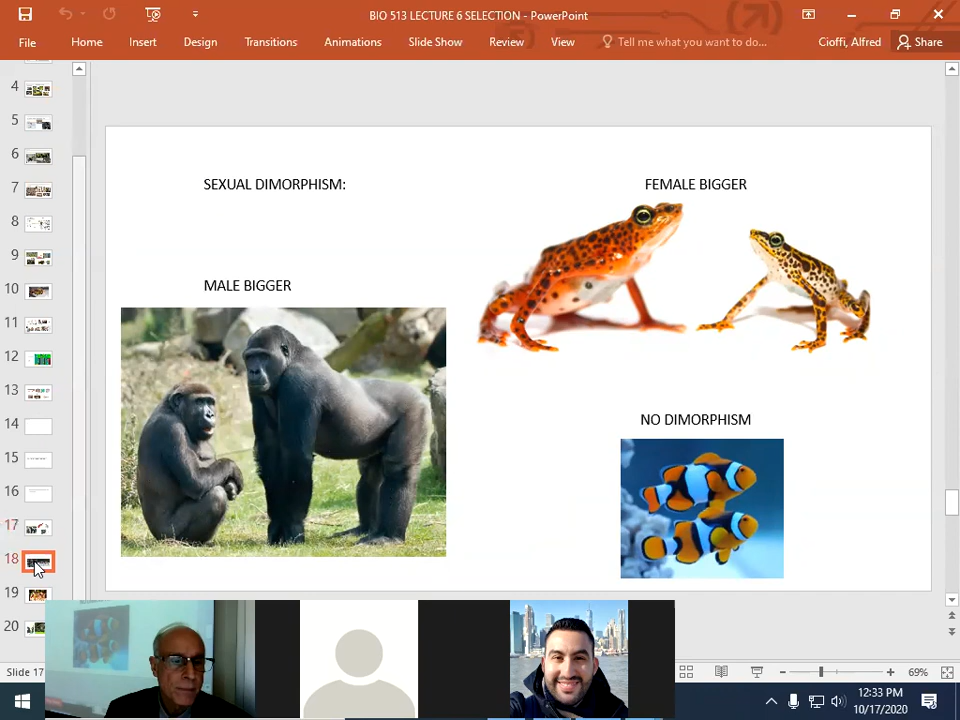 BIO 513 LECTURE 6 SELECTION - PowerPoint
File
Home
Insert
Design
Transitions
Animations
Slide Show
Review
View
Tell me what you want to do...
Cioffi, Alfred
Share
4
5
6
7
8
9
10
11
12
13
14
15
16
17
18
19
20
SEXUAL DIMORPHISM:
FEMALE BIGGER
MALE BIGGER
NO DIMORPHISM
Slide 17
69%
12:33 PM
10/17/2020